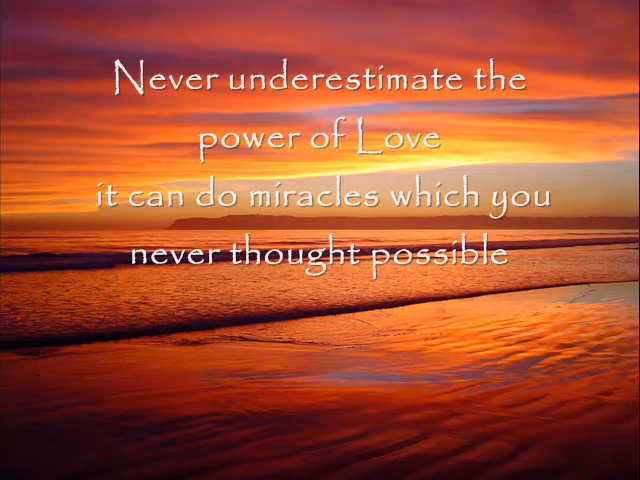 Never underestimate the
power of Love
it can do miracles which you
never thought possible